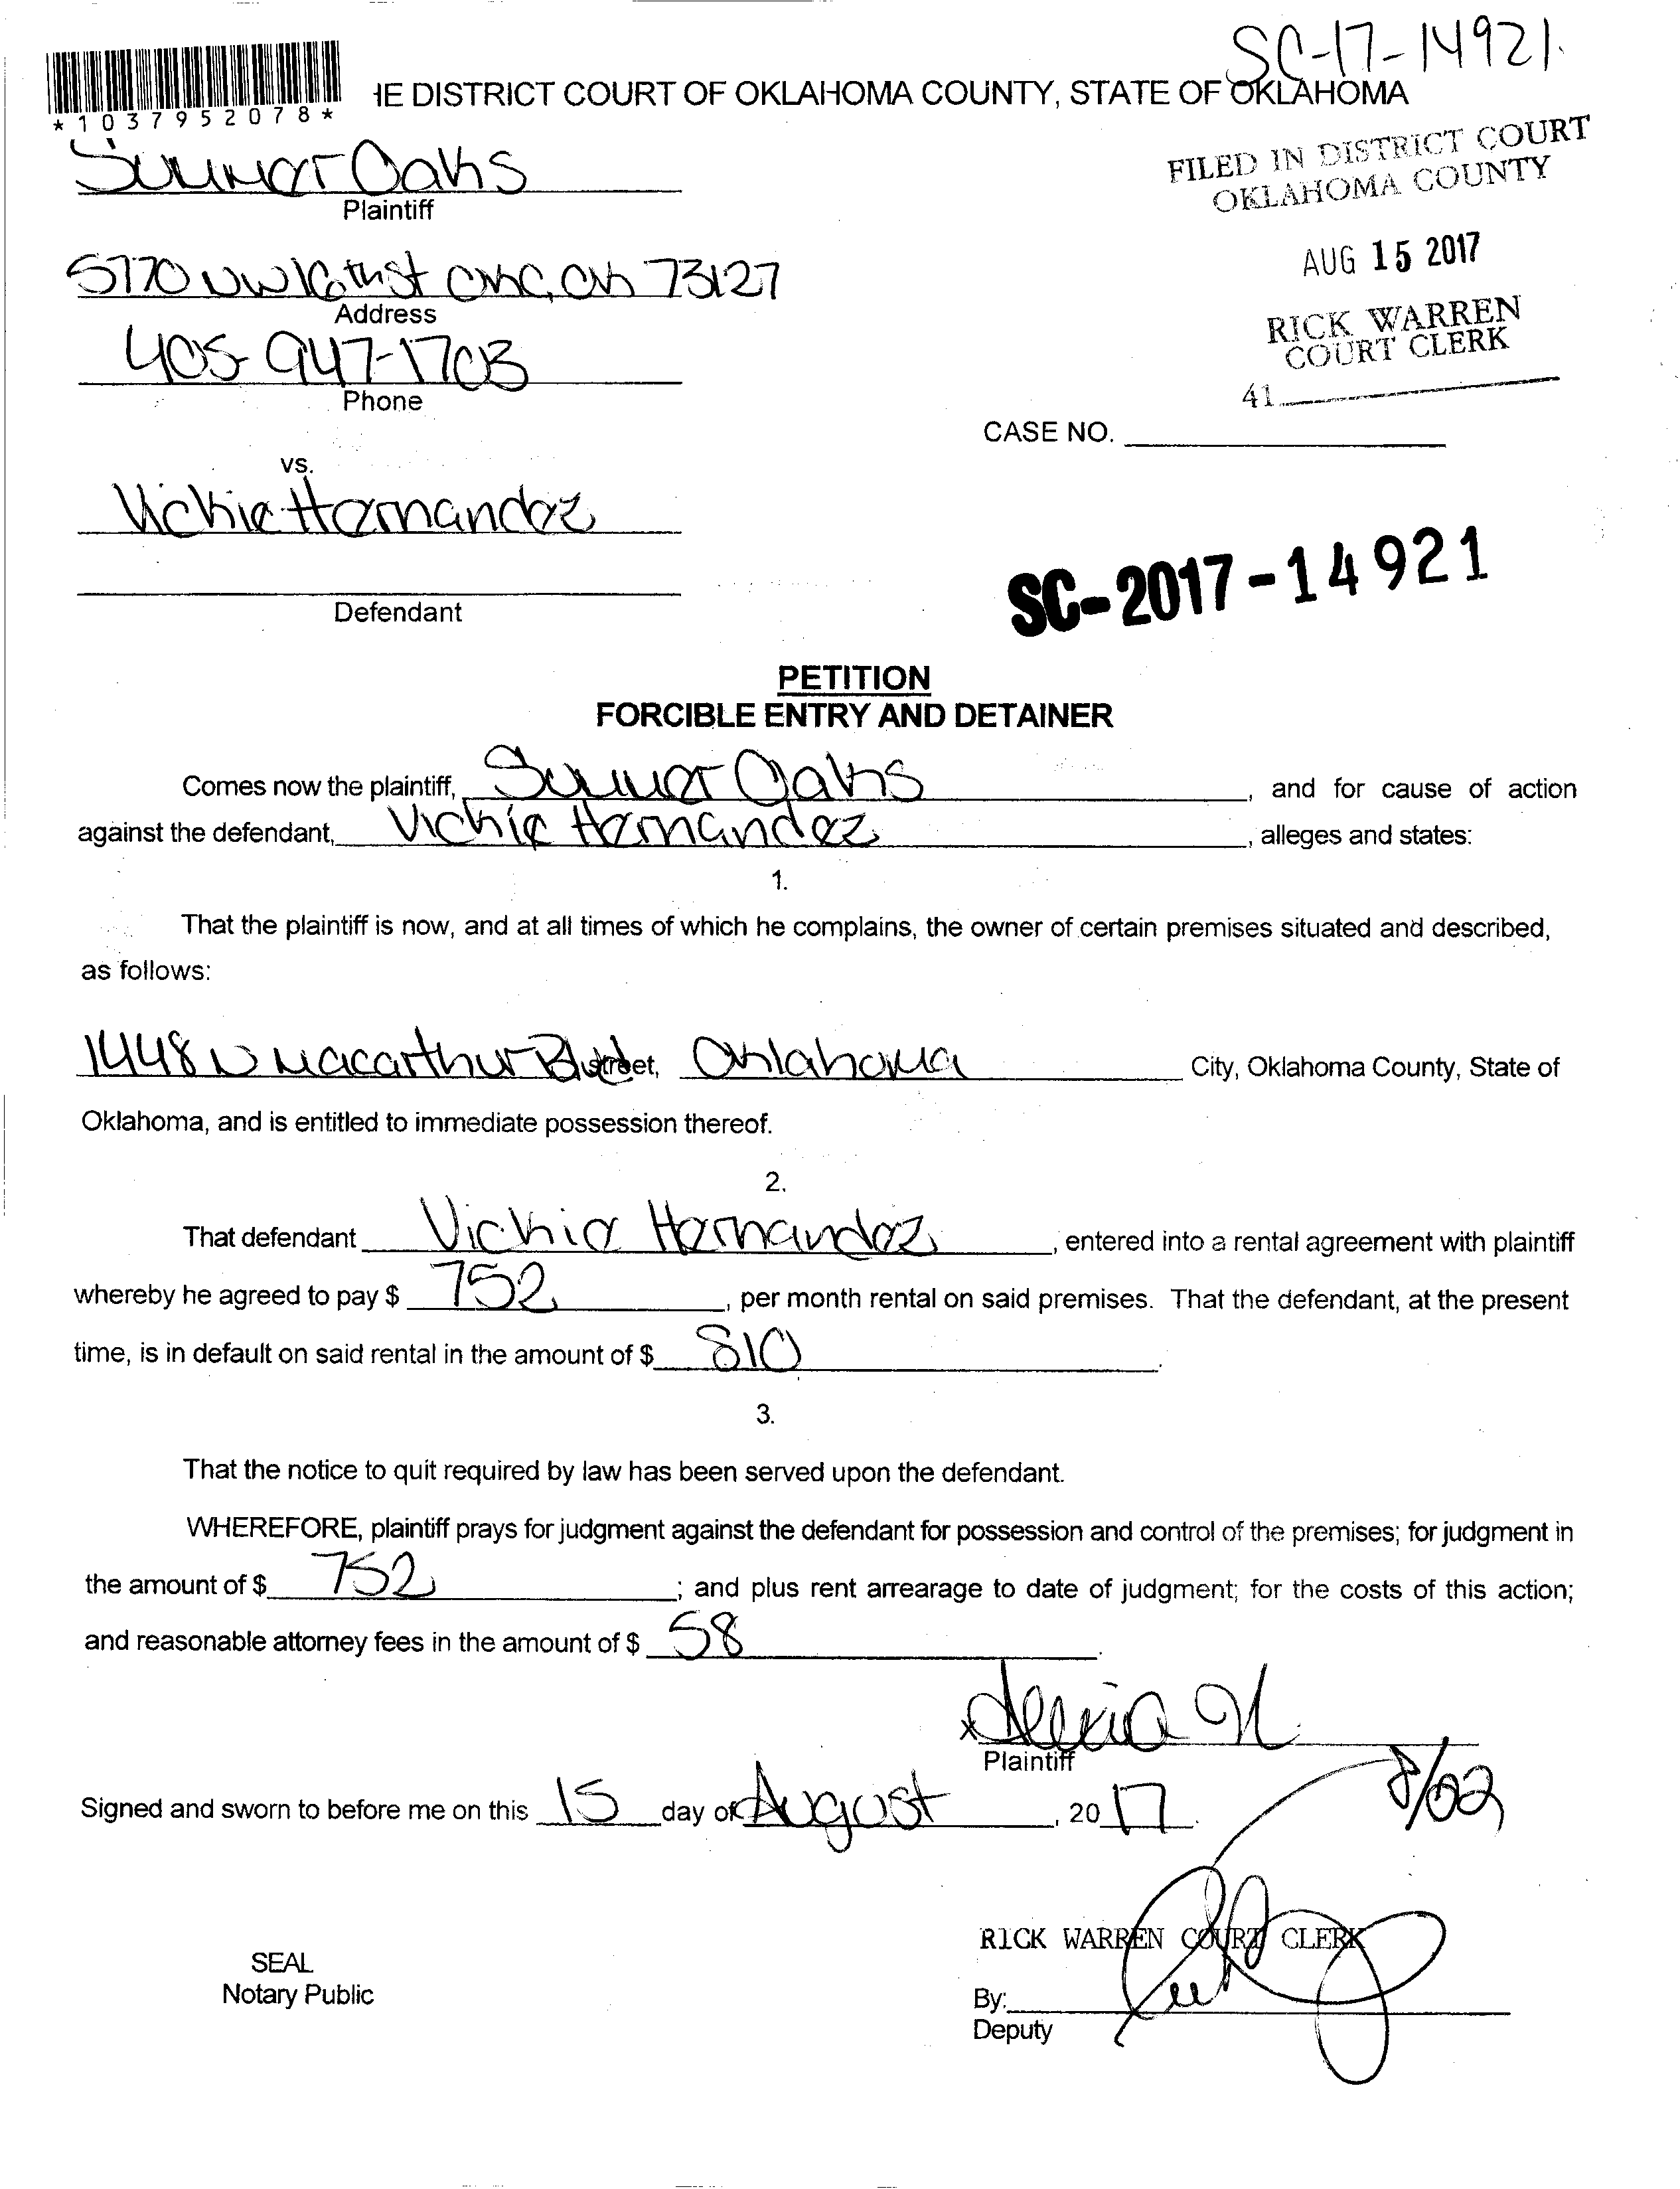 SC-17-14921
*1037952078*
HE DISTRICT COURT OF OKLAHOMA COUNTY, STATE OF OKLAHOMA
FILED IN DISTRICT COURT
OKLAHOMA COUNTY
Summer Oaks
Plaintiff
AUG 15 2017
5770 NW 16th st OKC, OK 73127
Address
RICK WARREN
COURT CLERK
405-947-1703
Phone
41
CASE NO.
vs.
Vickie Hernandez
Defendant
SC-2017-14921
PETITION
FORCIBLE ENTRY AND DETAINER
Comes now the plaintiff, Summer Oaks, and for cause of action
against the defendant, Vickie Hernandez, alleges and states:
1.
That the plaintiff is now, and at all times of which he complains, the owner of certain premises situated and described,
as follows:
1448 N Macarthur Blvd street, Oklahoma City, Oklahoma County, State of
Oklahoma, and is entitled to immediate possession thereof.
2.
That defendant Vickie Hernandez, entered into a rental agreement with plaintiff
whereby he agreed to pay $ 752, per month rental on said premises. That the defendant, at the present
time, is in default on said rental in the amount of $ 810.
3.
That the notice to quit required by law has been served upon the defendant.
WHEREFORE, plaintiff prays for judgment against the defendant for possession and control of the premises; for judgment in
the amount of $ 752; and plus rent arrearage to date of judgment; for the costs of this action;
and reasonable attorney fees in the amount of $ 58.
x
Plaintiff
Signed and sworn to before me on this 15 day of August, 20 17.
8/22
RICK WARREN COURT CLERK
SEAL
Notary Public
By:
Deputy